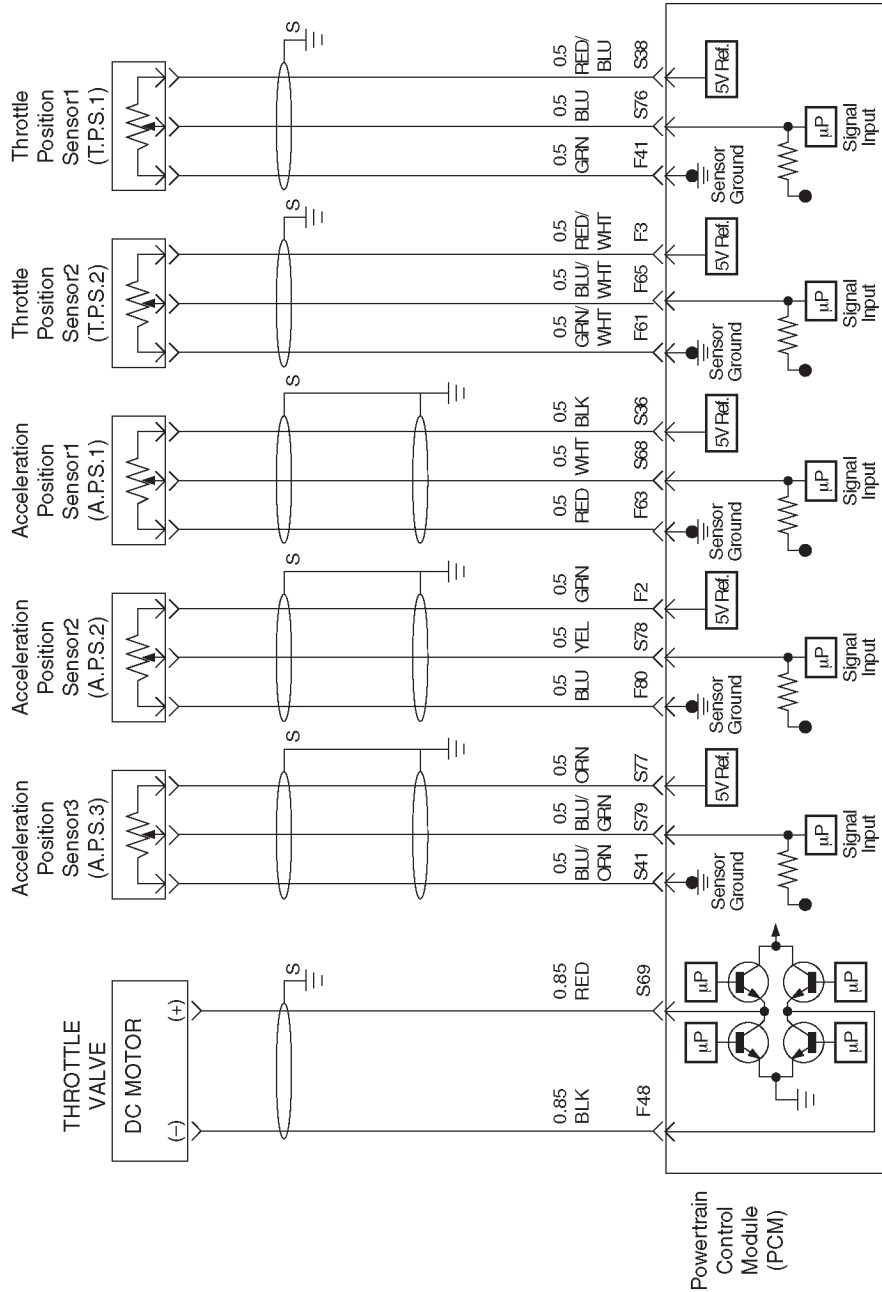 Throttle
Position
Sensor1
(T.P.S.1)
Throttle
Position
Sensor2
(T.P.S.2)
Acceleration
Position
Sensor1
(A.P.S.1)
Acceleration
Position
Sensor2
(A.P.S.2)
Acceleration
Position
Sensor3
(A.P.S.3)
THROTTLE
VALVE
DC MOTOR
(−)
(+)
S
S
S
S
S
S
0.5
GRN
F41
0.5
BLU
S76
0.5
RED/
BLU
S38
0.5
GRN/
WHT
F61
0.5
BLU/
WHT
F65
0.5
RED/
WHT
F3
0.5
RED
F63
0.5
WHT
S68
0.5
BLK
S36
0.5
BLU
F80
0.5
YEL
S78
0.5
GRN
F2
0.5
BLU/
ORN
S41
0.5
BLU/
GRN
S79
0.5
ORN
S77
0.85
BLK
F48
0.85
RED
S69
Sensor
Ground
µP
Signal
Input
5V Ref.
Sensor
Ground
µP
Signal
Input
5V Ref.
Sensor
Ground
µP
Signal
Input
5V Ref.
Sensor
Ground
µP
Signal
Input
5V Ref.
Sensor
Ground
µP
Signal
Input
5V Ref.
µP
µP
µP
µP
Powertrain
Control
Module
(PCM)